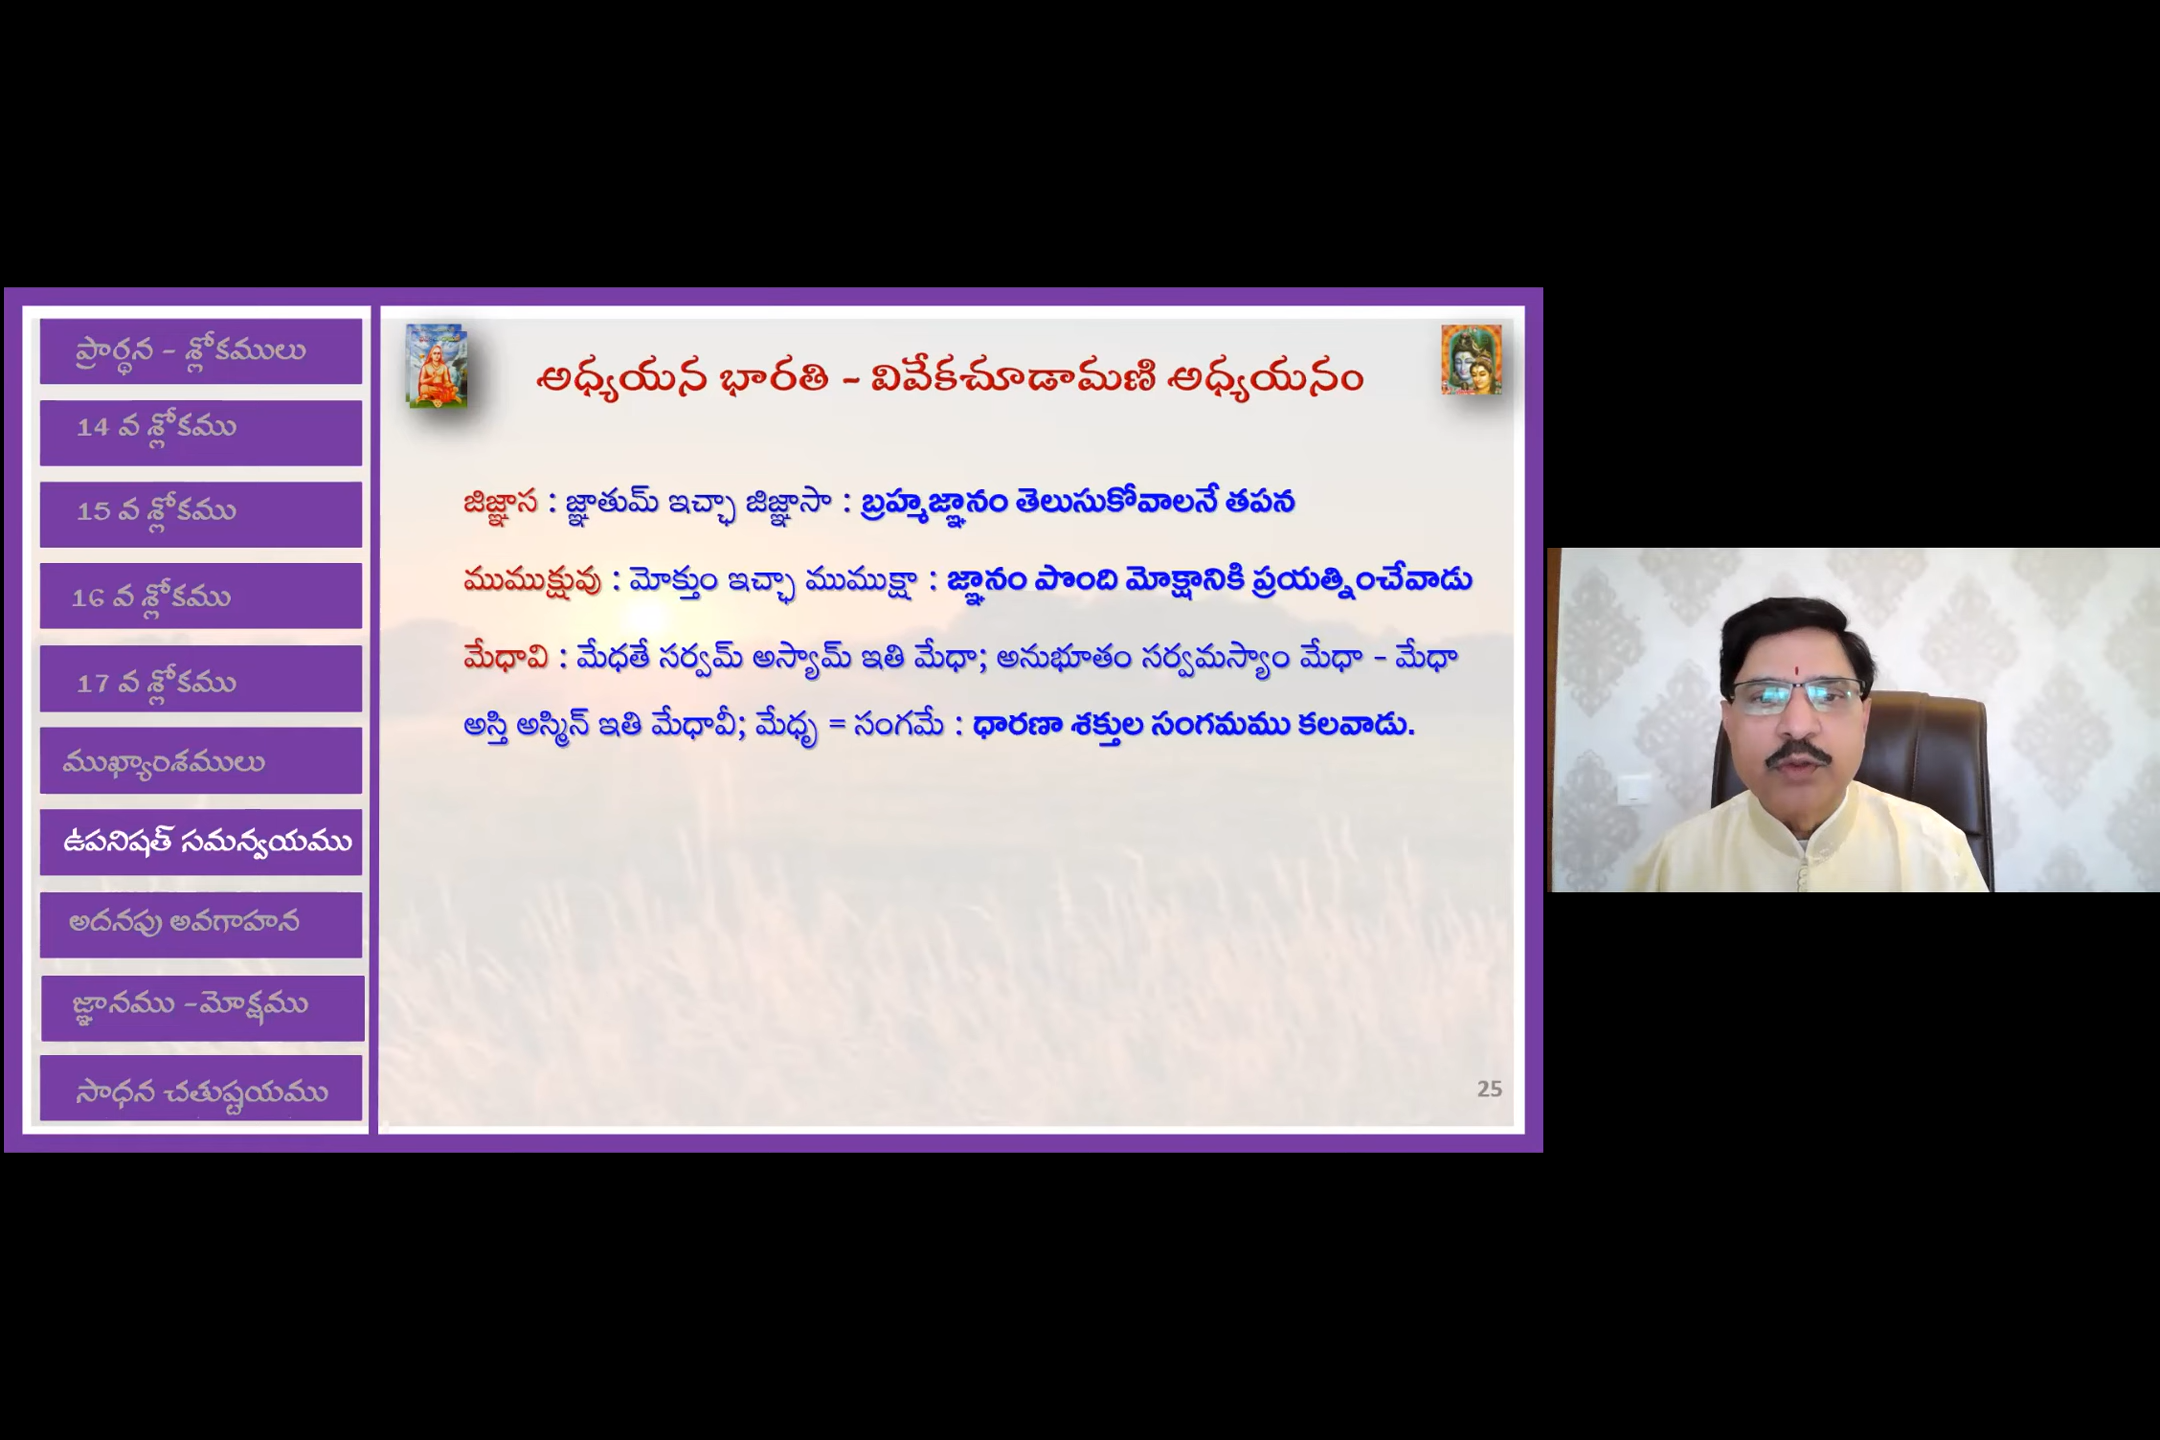 ప్రార్థన - శ్లోకములు
14 వ శ్లోకము
15 వ శ్లోకము
16 వ శ్లోకము
17 వ శ్లోకము
ముఖ్యాంశములు
ఉపనిషత్ సమన్వయము
అదనపు అవగాహన
జ్ఞానము -మోక్షము
సాధన చతుష్టయము
అధ్యయన భారతి - వివేకచూడామణి అధ్యయనం
జిజ్ఞాస : జ్ఞాతుమ్ ఇచ్ఛా జిజ్ఞాసా : బ్రహ్మజ్ఞానం తెలుసుకోవాలనే తపన
ముముక్షువు : మోక్తుం ఇచ్ఛా ముముక్షా : జ్ఞానం పొంది మోక్షానికి ప్రయత్నించేవాడు
మేధావి : మేధతే సర్వమ్ అస్యామ్ ఇతి మేధా; అనుభూతం సర్వమస్యాం మేధా - మేధా
అస్తి అస్మిన్ ఇతి మేధావీ; మేధృ = సంగమే : ధారణా శక్తుల సంగమము కలవాడు.
25